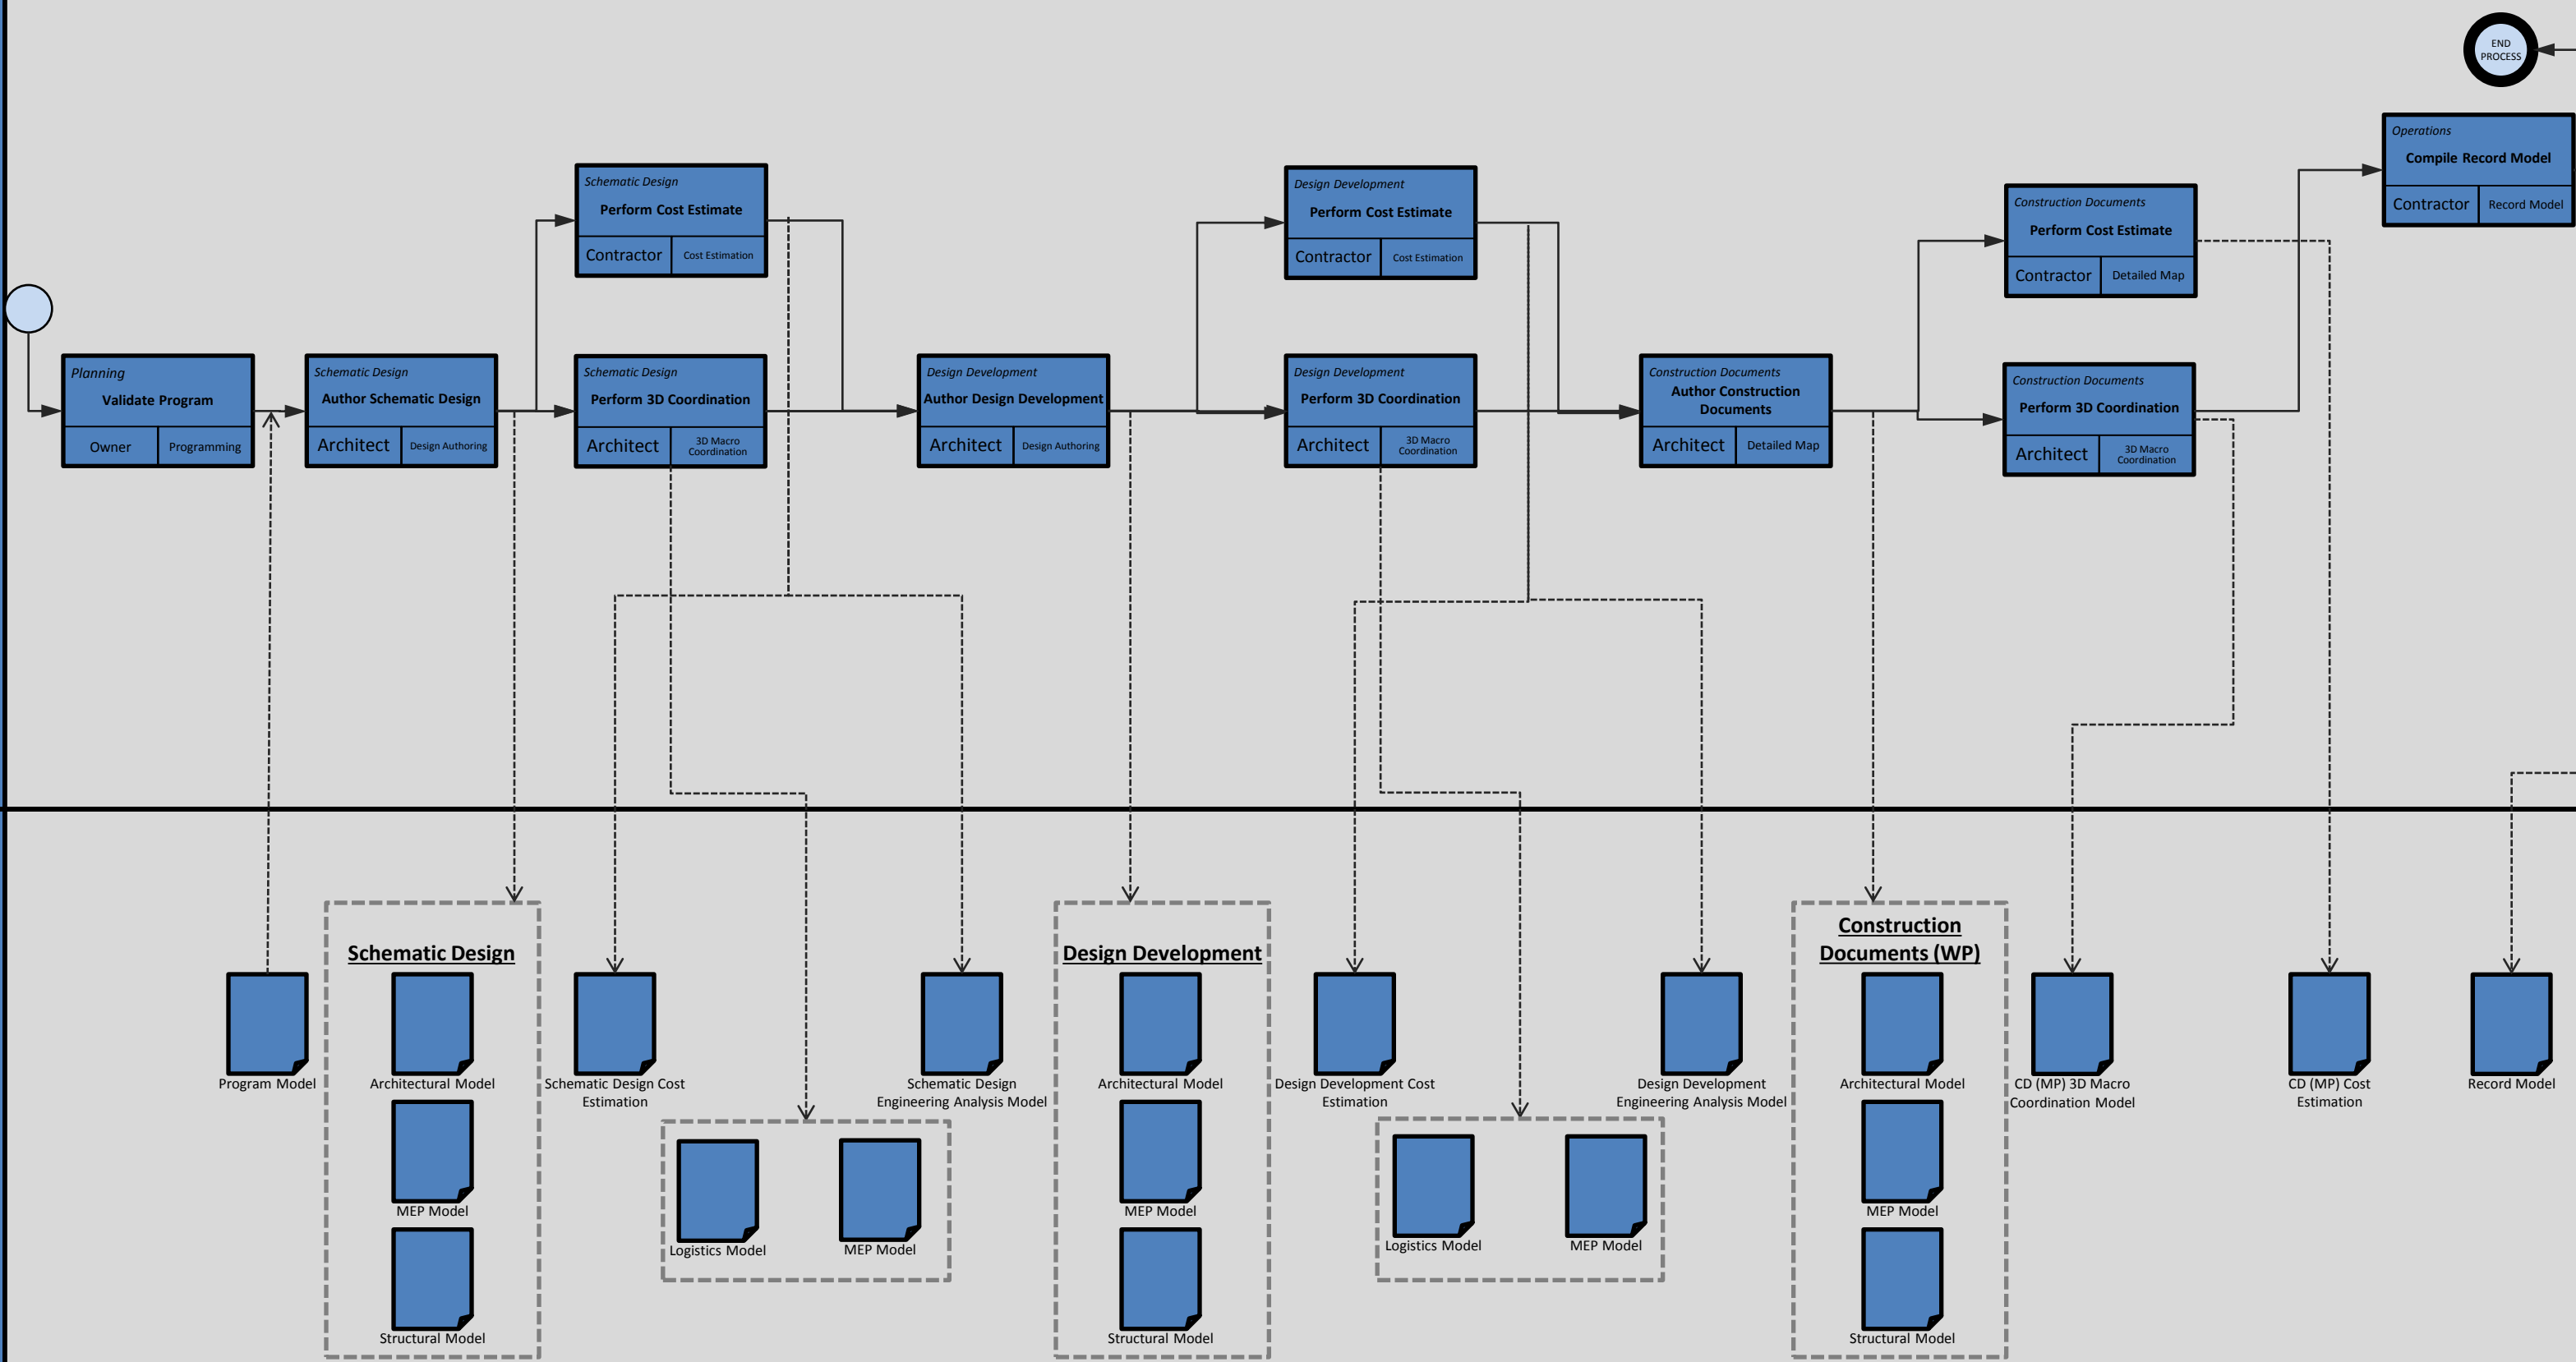 END
PROCESS
Operations
Compile Record Model
Contractor
Record Model
Schematic Design
Perform Cost Estimate
Contractor
Cost Estimation
Design Development
Perform Cost Estimate
Contractor
Cost Estimation
Construction Documents
Perform Cost Estimate
Contractor
Detailed Map
Planning
Validate Program
Owner
Programming
Schematic Design
Author Schematic Design
Architect
Design Authoring
Schematic Design
Perform 3D Coordination
Architect
3D Macro
Coordination
Design Development
Author Design Development
Architect
Design Authoring
Design Development
Perform 3D Coordination
Architect
3D Macro
Coordination
Construction Documents
Author Construction
Documents
Architect
Detailed Map
Construction Documents
Perform 3D Coordination
Architect
3D Macro
Coordination
Program Model
Schematic Design
Architectural Model
MEP Model
Structural Model
Schematic Design Cost
Estimation
Logistics Model
MEP Model
Schematic Design
Engineering Analysis Model
Design Development
Architectural Model
MEP Model
Structural Model
Design Development Cost
Estimation
Logistics Model
MEP Model
Design Development
Engineering Analysis Model
Construction
Documents (WP)
Architectural Model
MEP Model
Structural Model
CD (MP) 3D Macro
Coordination Model
CD (MP) Cost
Estimation
Record Model